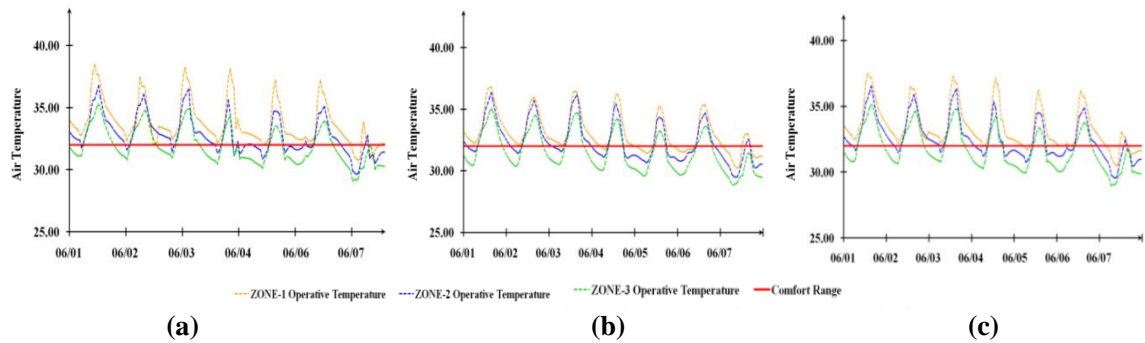 40.00
35.00
30.00
25.00
Air Temperature
06/01 06/02 06/03 06/04 06/06 06/07
40.00
35.00
30.00
25.00
Air Temperature
06/01 06/02 06/03 06/04 06/05 06/06 06/07
40.00
35.00
30.00
25.00
Air Temperature
06/01 06/02 06/03 06/04 06/05 06/06 06/07
ZONE-1 Operative Temperature ZONE-2 Operative Temperature ZONE-3 Operative Temperature Comfort Range
(a) (b) (c)